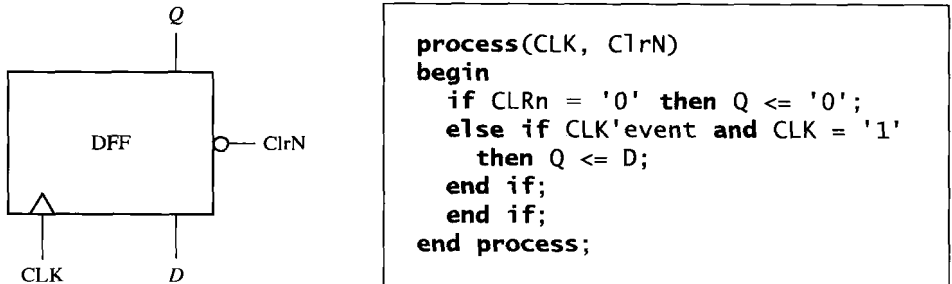 Q
DFF
ClrN
CLK
D
process(CLK, ClrN)
begin
if CLRn = '0' then Q <= '0';
else if CLK'event and CLK = '1'
then Q <= D;
end if;
end if;
end process;